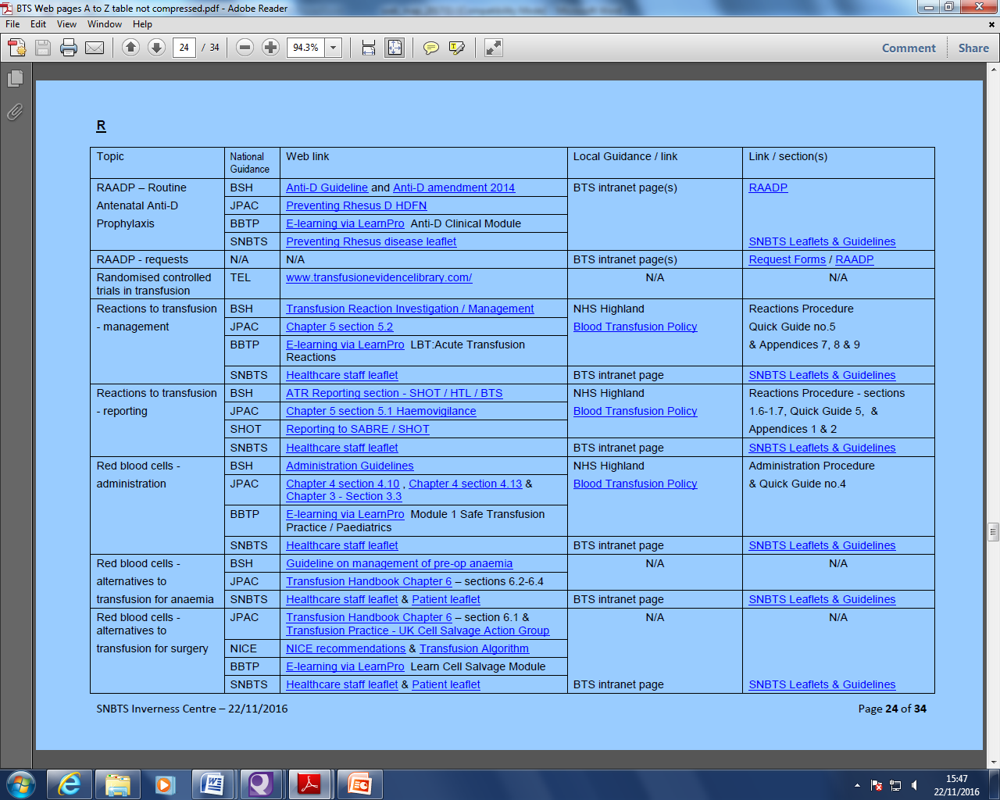 BTS Web pages A to Z table not compressed.pdf - Adobe Reader
File Edit View Window Help
24 / 34 94.3% Comment Share
R
Topic National Guidance Web link Local Guidance / link Link / section(s)
RAADP – Routine BSH Anti-D Guideline and Anti-D amendment 2014 BTS intranet page(s) RAADP
Antenatal Anti-D JPAC Preventing Rhesus D HDFN
Prophylaxis BBTP E-learning via LearnPro Anti-D Clinical Module
SNBTS Preventing Rhesus disease leaflet SNBTS Leaflets & Guidelines
RAADP - requests N/A N/A BTS intranet page(s) Request Forms / RAADP
Randomised controlled TEL www.transfusionevidencelibrary.com/ N/A N/A
trials in transfusion
Reactions to transfusion BSH Transfusion Reaction Investigation / Management NHS Highland Reactions Procedure
- management JPAC Chapter 5 section 5.2 Blood Transfusion Policy Quick Guide no.5
BBTP E-learning via LearnPro LBT:Acute Transfusion & Appendices 7, 8 & 9
Reactions
SNBTS Healthcare staff leaflet BTS intranet page SNBTS Leaflets & Guidelines
Reactions to transfusion BSH ATR Reporting section - SHOT / HTL / BTS NHS Highland Reactions Procedure - sections
- reporting JPAC Chapter 5 section 5.1 Haemovigilance Blood Transfusion Policy 1.6-1.7, Quick Guide 5, &
SHOT Reporting to SABRE / SHOT Appendices 1 & 2
SNBTS Healthcare staff leaflet BTS intranet page SNBTS Leaflets & Guidelines
Red blood cells - BSH Administration Guidelines NHS Highland Administration Procedure
administration JPAC Chapter 4 section 4.10 , Chapter 4 section 4.13 & Blood Transfusion Policy & Quick Guide no.4
Chapter 3 - Section 3.3
BBTP E-learning via LearnPro Module 1 Safe Transfusion
Practice / Paediatrics
SNBTS Healthcare staff leaflet BTS intranet page SNBTS Leaflets & Guidelines
Red blood cells - BSH Guideline on management of pre-op anaemia N/A N/A
alternatives to JPAC Transfusion Handbook Chapter 6 – sections 6.2-6.4
transfusion for anaemia SNBTS Healthcare staff leaflet & Patient leaflet BTS intranet page SNBTS Leaflets & Guidelines
Red blood cells - JPAC Transfusion Handbook Chapter 6 – section 6.1 & N/A N/A
alternatives to Transfusion Practice - UK Cell Salvage Action Group
transfusion for surgery NICE NICE recommendations & Transfusion Algorithm
BBTP E-learning via LearnPro Learn Cell Salvage Module
SNBTS Healthcare staff leaflet & Patient leaflet BTS intranet page SNBTS Leaflets & Guidelines
SNBTS Inverness Centre – 22/11/2016 Page 24 of 34
15:47
22/11/2016